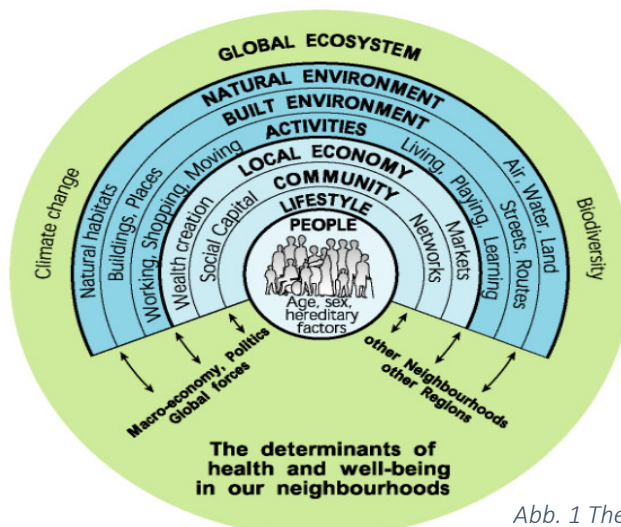 GLOBAL ECOSYSTEM
NATURAL ENVIRONMENT
BUILT ENVIRONMENT
ACTIVITIES
LOCAL ECONOMY
COMMUNITY
LIFESTYLE
PEOPLE
Age, sex,
hereditary
factors
Climate change
Natural habitats
Buildings, Places
Working, Shopping, Moving
Wealth creation
Social Capital
Networks
Markets
Living, Playing, Learning
Streets, Routes
Air, Water, Land
Biodiversity
Macro-economy, Politics
Global forces
other Neighbourhoods
other Regions
The determinants of
health and well-being
in our neighbourhoods
Abb. 1 The